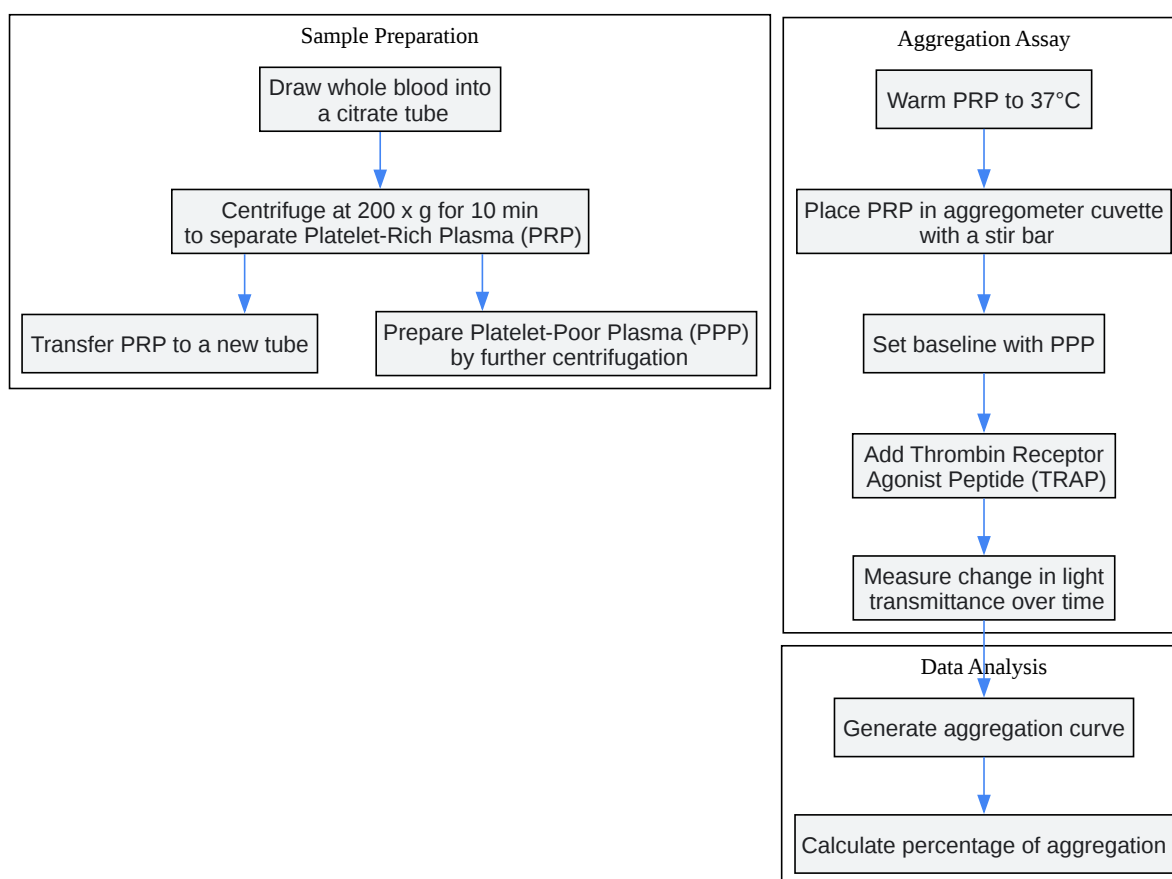 Sample Preparation
Draw whole blood into
a citrate tube
Centrifuge at 200 x g for 10 min
to separate Platelet-Rich Plasma (PRP)
Transfer PRP to a new tube
Prepare Platelet-Poor Plasma (PPP)
by further centrifugation
Aggregation Assay
Warm PRP to 37°C
Place PRP in aggregometer cuvette
with a stir bar
Set baseline with PPP
Add Thrombin Receptor
Agonist Peptide (TRAP)
Measure change in light
transmittance over time
Data Analysis
Generate aggregation curve
Calculate percentage of aggregation